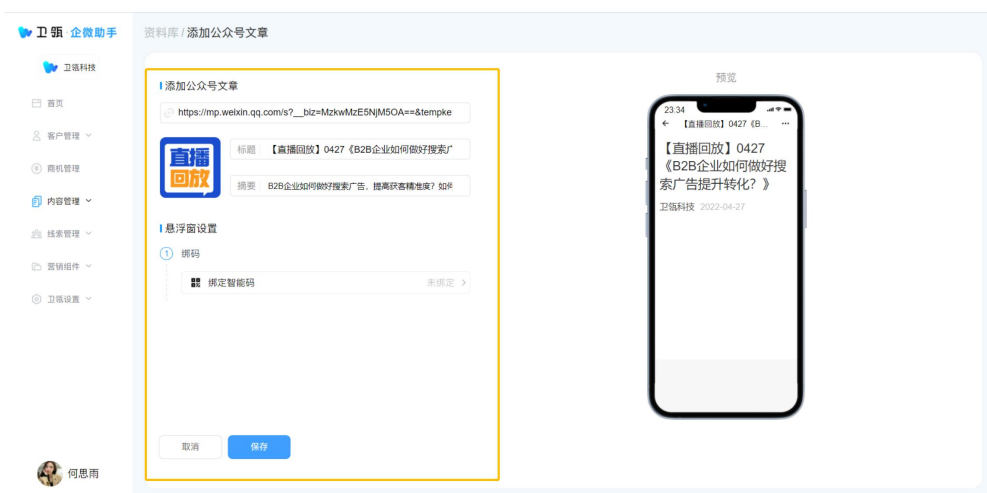 卫瓴·企微助手
资料库 / 添加公众号文章
卫瓴科技
首页
客户管理
商机管理
内容管理
线索管理
营销组件
卫瓴设置
何思雨
添加公众号文章
https://mp.weixin.qq.com/s?__biz=MzkwMzE5NjM5OA==&tempke
直播
回放
标题 【直播回放】0427《B2B企业如何做好搜索广
摘要 B2B企业如何做好搜索广告，提高获客精准度？如何
悬浮窗设置
1 绑码
绑定智能码 未绑定 >
取消 保存
预览
23:34
【直播回放】0427《B... ...
【直播回放】0427
《B2B企业如何做好搜
索广告提升转化？》
卫瓴科技 2022-04-27